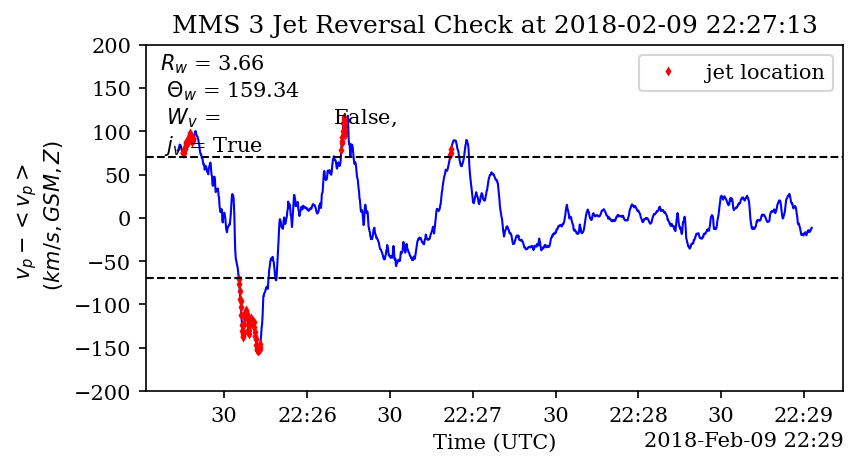 MMS 3 Jet Reversal Check at 2018-02-09 22:27:13
R_w = 3.66
Θ_w = 159.34
W_v = False,
j_v = True
jet location
200
150
100
50
0
−50
−100
−150
−200
v_p − < v_p >
(km/s, GSM, Z)
30 22:26 30 22:27 30 22:28 30 22:29
Time (UTC)
2018-Feb-09 22:29